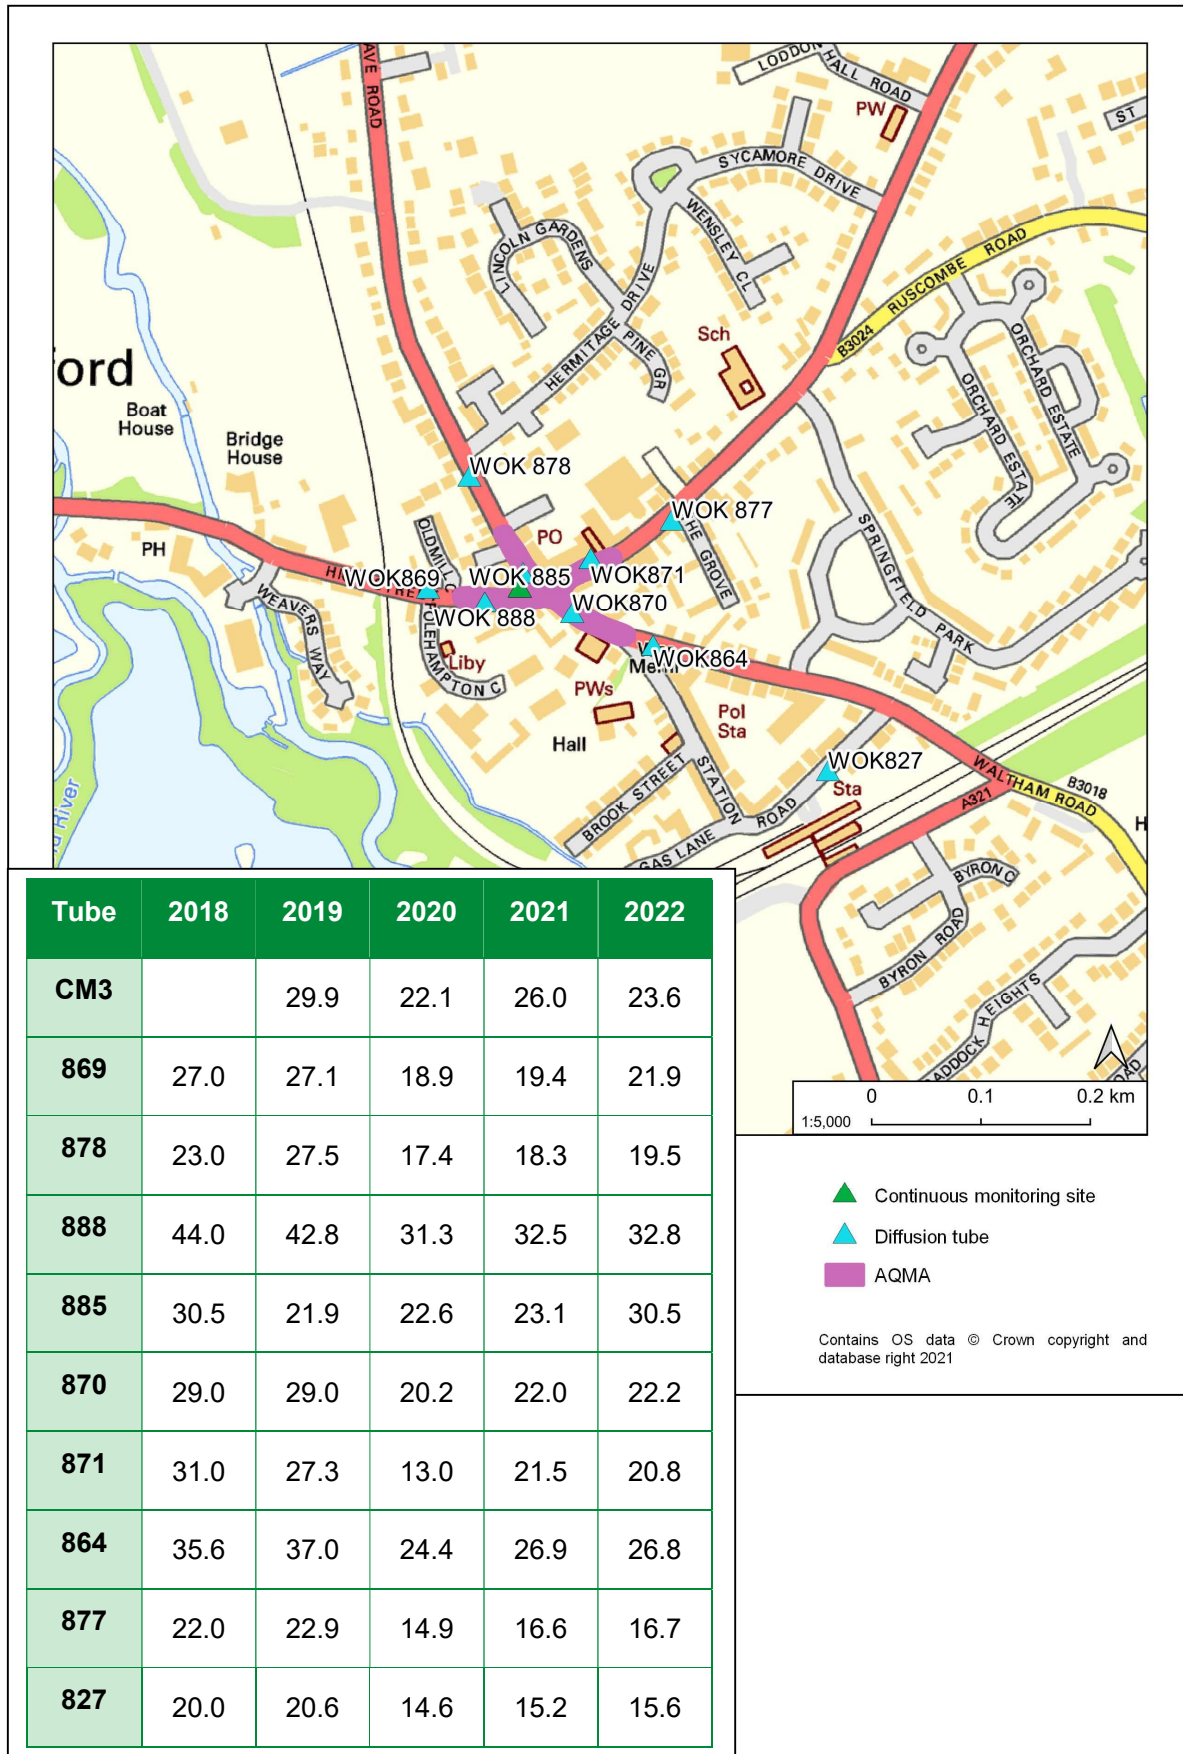 AVE ROAD
LODDON
HALL ROAD
PW
ST
SYCAMORE DRIVE
WENSLEY CL
LINCOLN GARDENS
HERMITAGE DRIVE
PINE GR
B3024 RUSCOMBE ROAD
ORCHARD ESTATE
ORCHARD ESTATE
Sch
ford
Boat
House
Bridge
House
WOK 878
WOK 877
THE GROVE
SPRINGFIELD PARK
PO
PH
OLDMILL C
WOK869
WOK 885
WOK871
WOK 888
WOK870
WOK864
WEAVERS WAY
Liby
PWs
Hall
Pol
Sta
WOK827
Sta
BROOK STREET
STATION
ROAD
GAS LANE
WALTHAM ROAD
B3018
A321
H
BYRON C
BYRON ROAD
ADDOCK HEIGHTS
OAD
0 0.1 0.2 km
1:5,000
Continuous monitoring site
Diffusion tube
AQMA
Contains OS data © Crown copyright and
database right 2021
Tube 2018 2019 2020 2021 2022
CM3 29.9 22.1 26.0 23.6
869 27.0 27.1 18.9 19.4 21.9
878 23.0 27.5 17.4 18.3 19.5
888 44.0 42.8 31.3 32.5 32.8
885 30.5 21.9 22.6 23.1 30.5
870 29.0 29.0 20.2 22.0 22.2
871 31.0 27.3 13.0 21.5 20.8
864 35.6 37.0 24.4 26.9 26.8
877 22.0 22.9 14.9 16.6 16.7
827 20.0 20.6 14.6 15.2 15.6